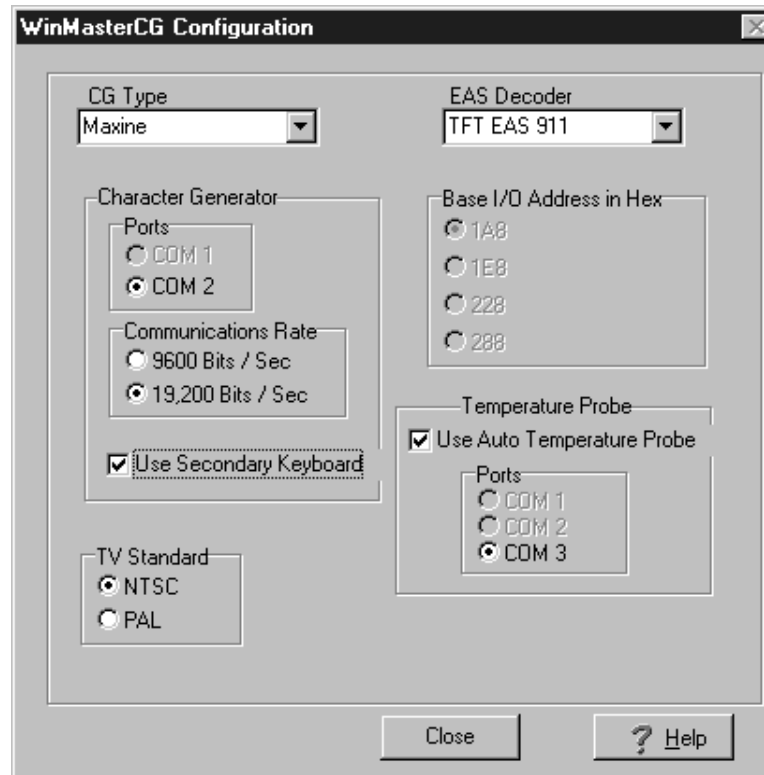 WinMasterCG Configuration
CG Type
EAS Decoder
Maxine
TFT EAS 911
Character Generator
Ports
COM 1
COM 2
Communications Rate
9600 Bits / Sec
19,200 Bits / Sec
Use Secondary Keyboard
Base I/O Address in Hex
1A8
1E8
228
288
Temperature Probe
Use Auto Temperature Probe
Ports
COM 1
COM 2
COM 3
TV Standard
NTSC
PAL
Close
? Help